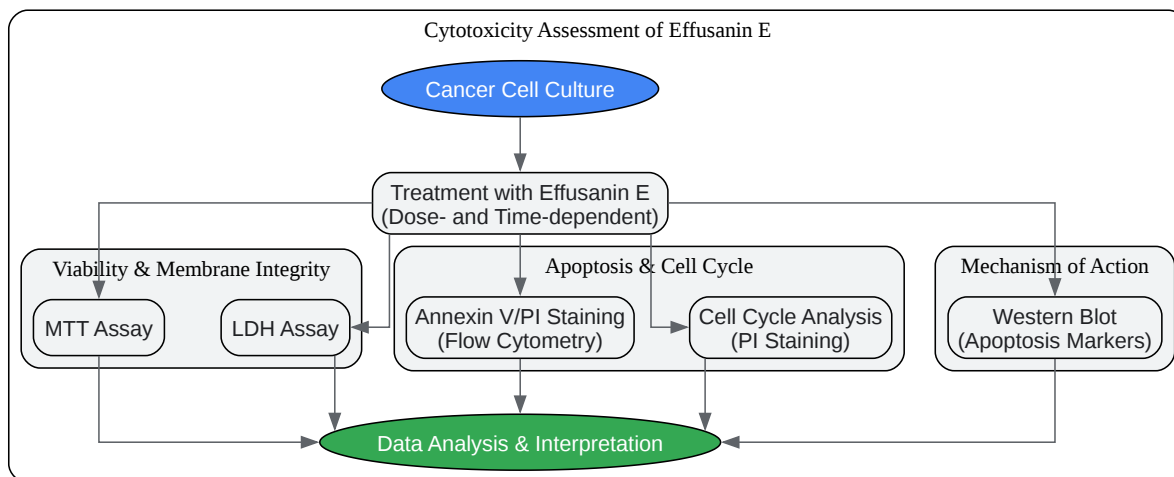 Cytotoxicity Assessment of Effusanin E
Cancer Cell Culture
Treatment with Effusanin E
(Dose- and Time-dependent)
Viability & Membrane Integrity
Apoptosis & Cell Cycle
Mechanism of Action
MTT Assay
LDH Assay
Annexin V/PI Staining
(Flow Cytometry)
Cell Cycle Analysis
(PI Staining)
Western Blot
(Apoptosis Markers)
Data Analysis & Interpretation